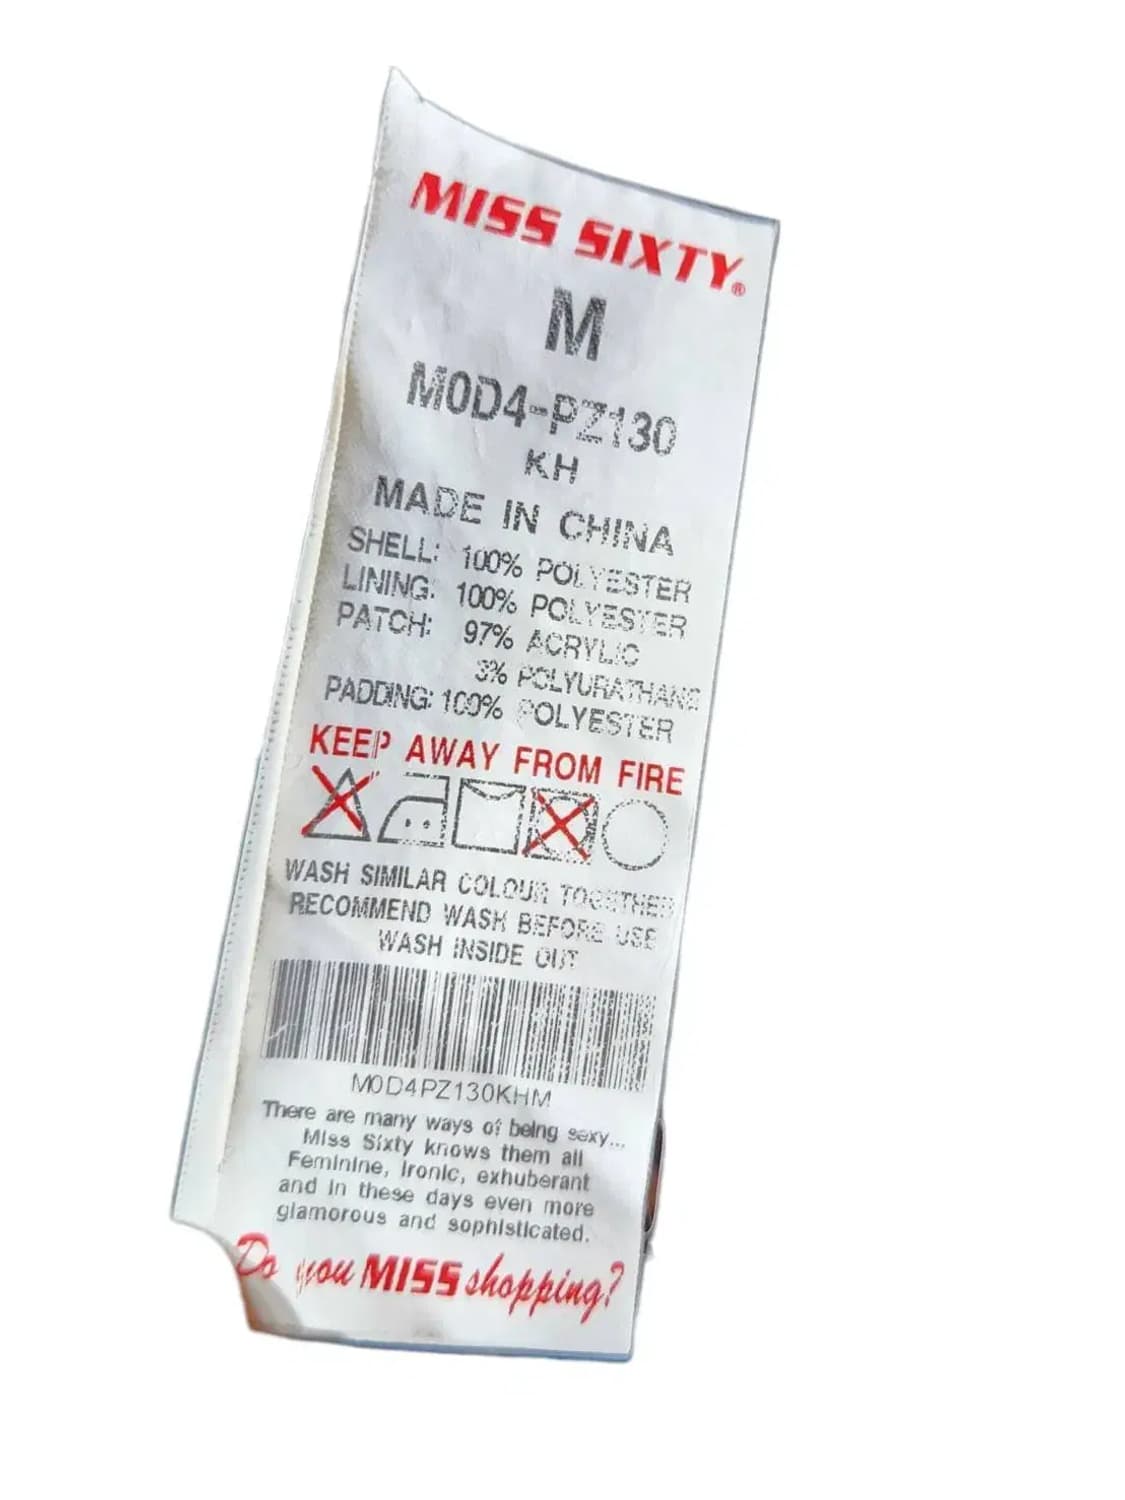 MISS SIXTY®
M
M0D4-PZ130
KH
MADE IN CHINA
SHELL: 100% POLYESTER
LINING: 100% POLYESTER
PATCH: 97% ACRYLIC
3% POLYURATHANE
PADDING: 100% POLYESTER
KEEP AWAY FROM FIRE
WASH SIMILAR COLOUR TOGETHER
RECOMMEND WASH BEFORE USE
WASH INSIDE OUT
M0D4PZ130KHM
There are many ways of being sexy...
Miss Sixty knows them all
Feminine, ironic, exhuberant
and in these days even more
glamorous and sophisticated.
Do you MISS shopping?